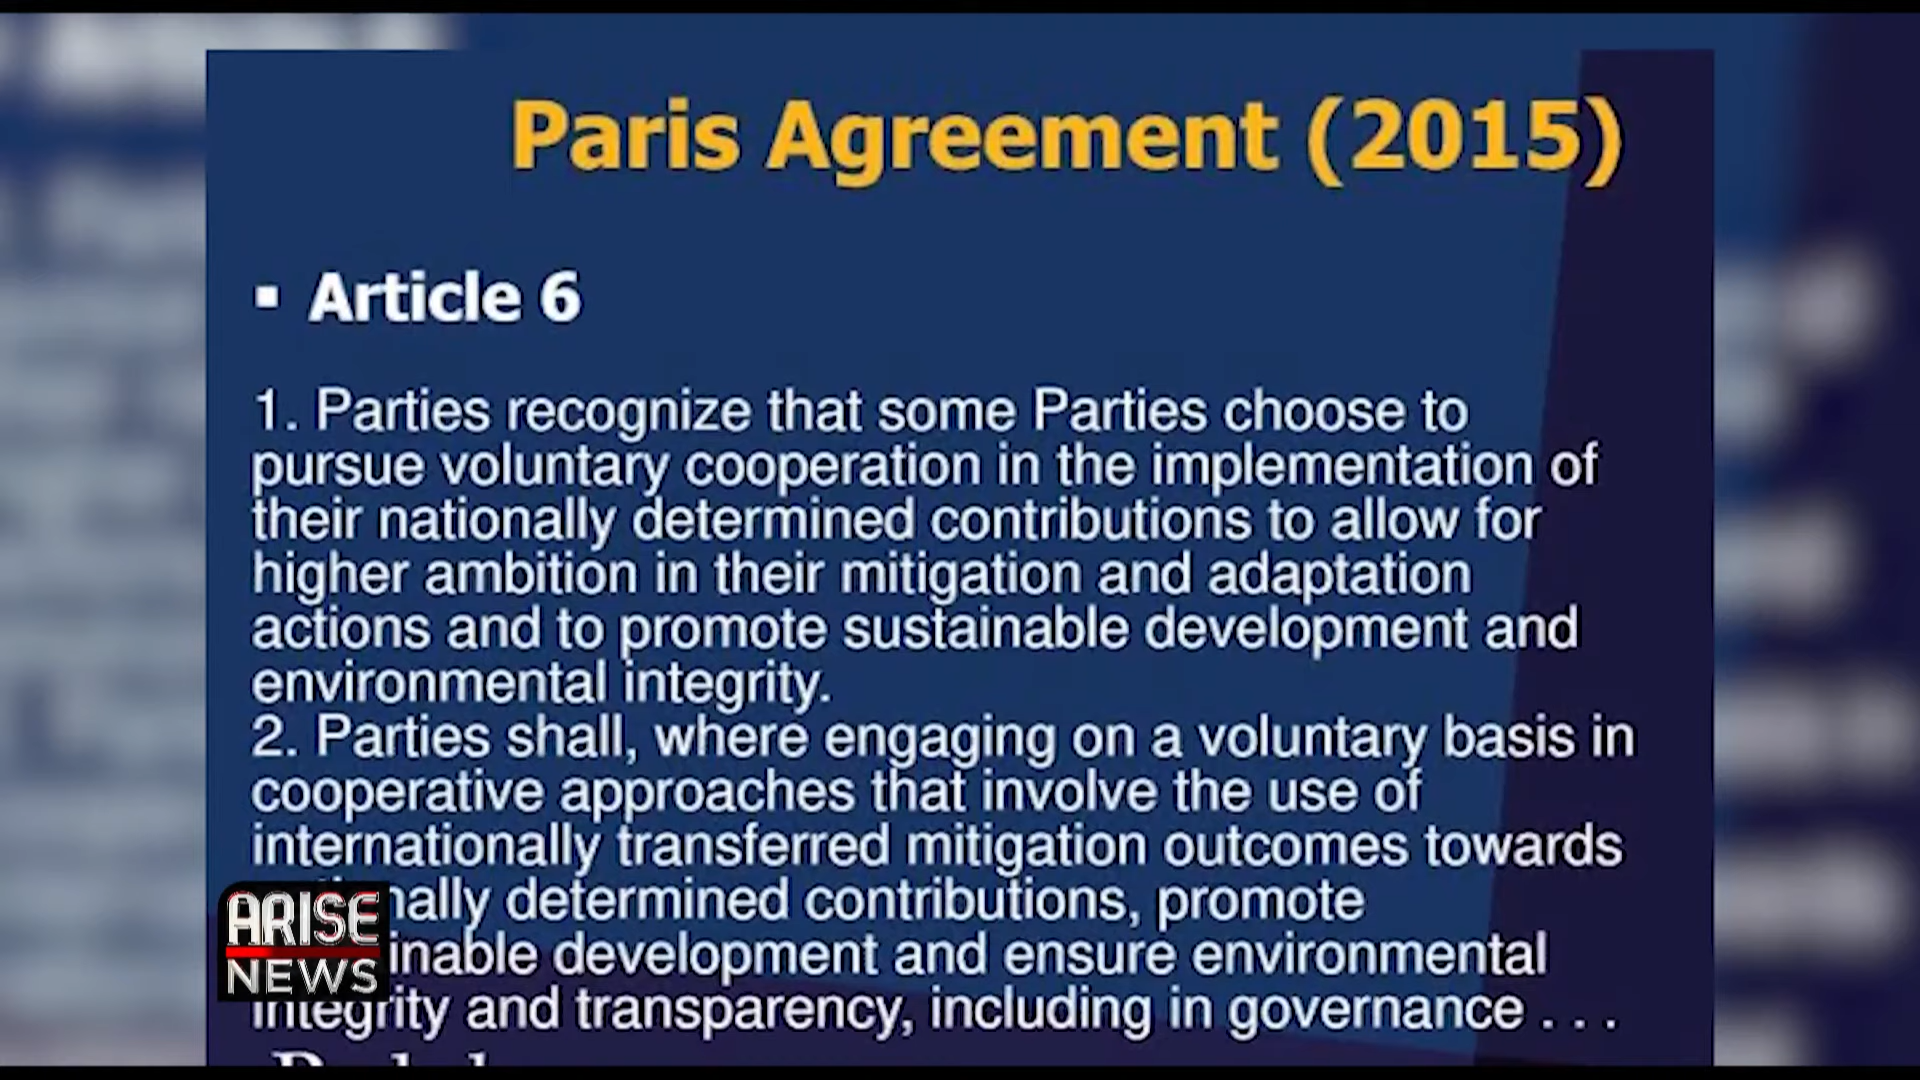 Paris Agreement (2015)
▪ Article 6
1. Parties recognize that some Parties choose to
pursue voluntary cooperation in the implementation of
their nationally determined contributions to allow for
higher ambition in their mitigation and adaptation
actions and to promote sustainable development and
environmental integrity.
2. Parties shall, where engaging on a voluntary basis in
cooperative approaches that involve the use of
internationally transferred mitigation outcomes towards
determined contributions, promote
development and ensure environmental
integrity and transparency, including in governance . . .
ARISE
NEWS